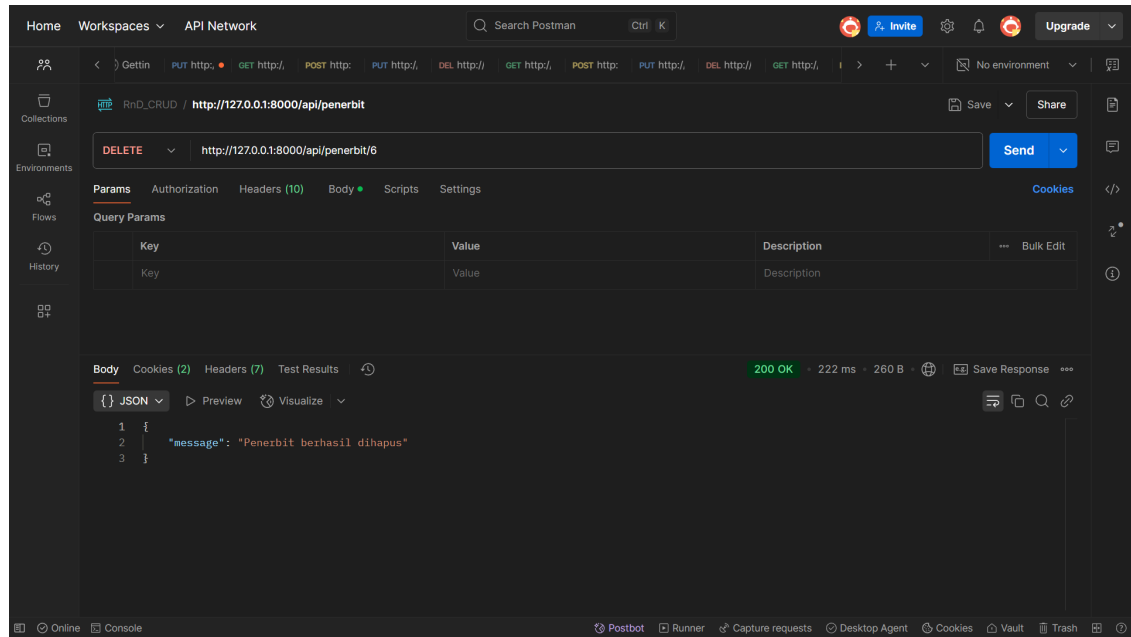 Home Workspaces API Network Search Postman Ctrl K Invite Upgrade
Gettin PUT http:, GET http:/, POST http: PUT http:/, DEL http:// GET http:/, POST http: PUT http:/, DEL http:// GET http:/, No environment
Collections
Environments
Flows
History
HTTP RnD_CRUD / http://127.0.0.1:8000/api/penerbit Save Share
DELETE http://127.0.0.1:8000/api/penerbit/6 Send
Params Authorization Headers (10) Body Scripts Settings Cookies
Query Params
Key Value Description Bulk Edit
Key Value Description
Body Cookies (2) Headers (7) Test Results 200 OK 222 ms 260 B e.g. Save Response
{} JSON Preview Visualize
1 {
2 "message": "Penerbit berhasil dihapus"
3 }
Online Console Postbot Runner Capture requests Desktop Agent Cookies Vault Trash